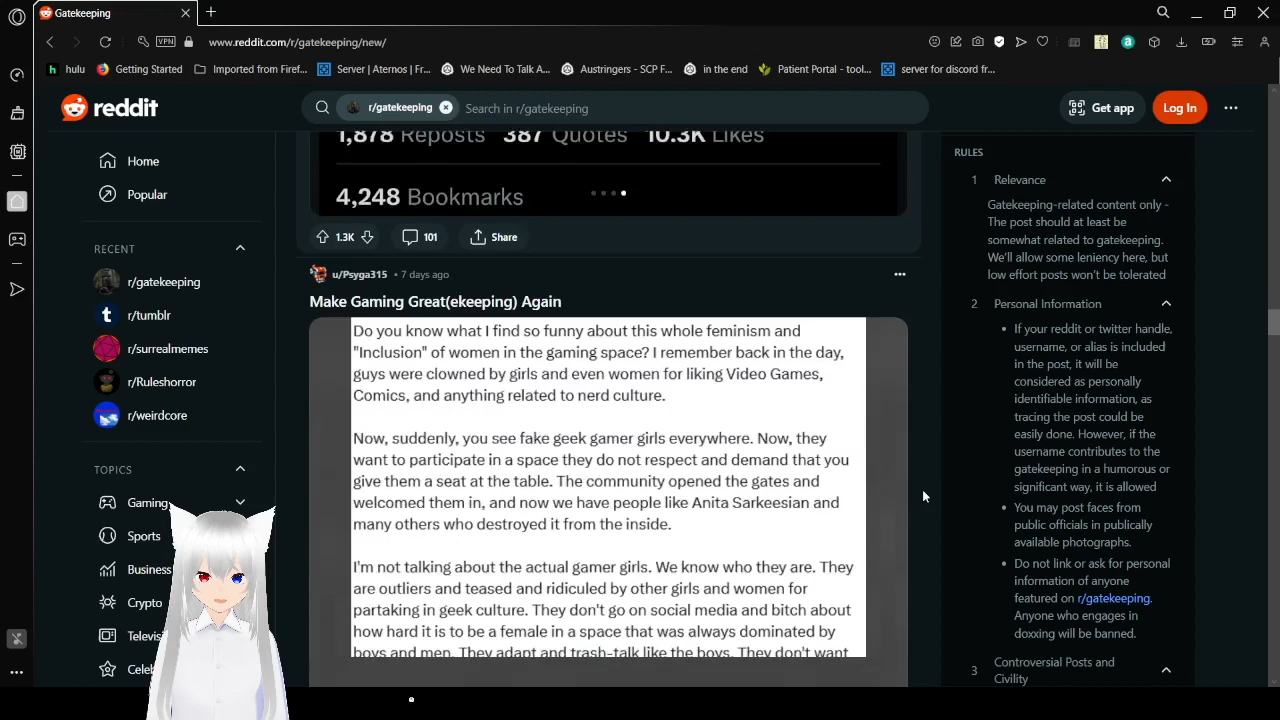 Gatekeeping
VPN
www.reddit.com/r/gatekeeping/new/
hulu
Getting Started
Imported from Firef...
Server | Aternos | Fr...
We Need To Talk A...
Austringers - SCP F...
in the end
Patient Portal - tool...
server for discord fr...
reddit
r/gatekeeping
Search in r/gatekeeping
Get app
Log In
Home
Popular
RECENT
r/gatekeeping
r/tumblr
r/surrealmemes
r/Ruleshorror
r/weirdcore
TOPICS
Gaming
Sports
Business
Crypto
Televisi
Celeb
1,878 Reposts 387 Quotes 10.3K Likes
4,248 Bookmarks
1.3K
101
Share
u/Psyga315 • 7 days ago
Make Gaming Great(ekeeping) Again
Do you know what I find so funny about this whole feminism and
"Inclusion" of women in the gaming space? I remember back in the day,
guys were clowned by girls and even women for liking Video Games,
Comics, and anything related to nerd culture.
Now, suddenly, you see fake geek gamer girls everywhere. Now, they
want to participate in a space they do not respect and demand that you
give them a seat at the table. The community opened the gates and
welcomed them in, and now we have people like Anita Sarkeesian and
many others who destroyed it from the inside.
I'm not talking about the actual gamer girls. We know who they are. They
are outliers and teased and ridiculed by other girls and women for
partaking in geek culture. They don't go on social media and bitch about
how hard it is to be a female in a space that was always dominated by
boys and men. They adapt and trash-talk like the boys. They don't want
RULES
1 Relevance
Gatekeeping-related content only -
The post should at least be
somewhat related to gatekeeping.
We'll allow some leniency here, but
low effort posts won't be tolerated
2 Personal Information
• If your reddit or twitter handle,
username, or alias is included
in the post, it will be
considered as personally
identifiable information, as
tracing the post could be
easily done. However, if the
username contributes to the
gatekeeping in a humorous or
significant way, it is allowed
• You may post faces from
public officials in publically
available photographs.
• Do not link or ask for personal
information of anyone
featured on r/gatekeeping.
Anyone who engages in
doxxing will be banned.
3 Controversial Posts and
Civility